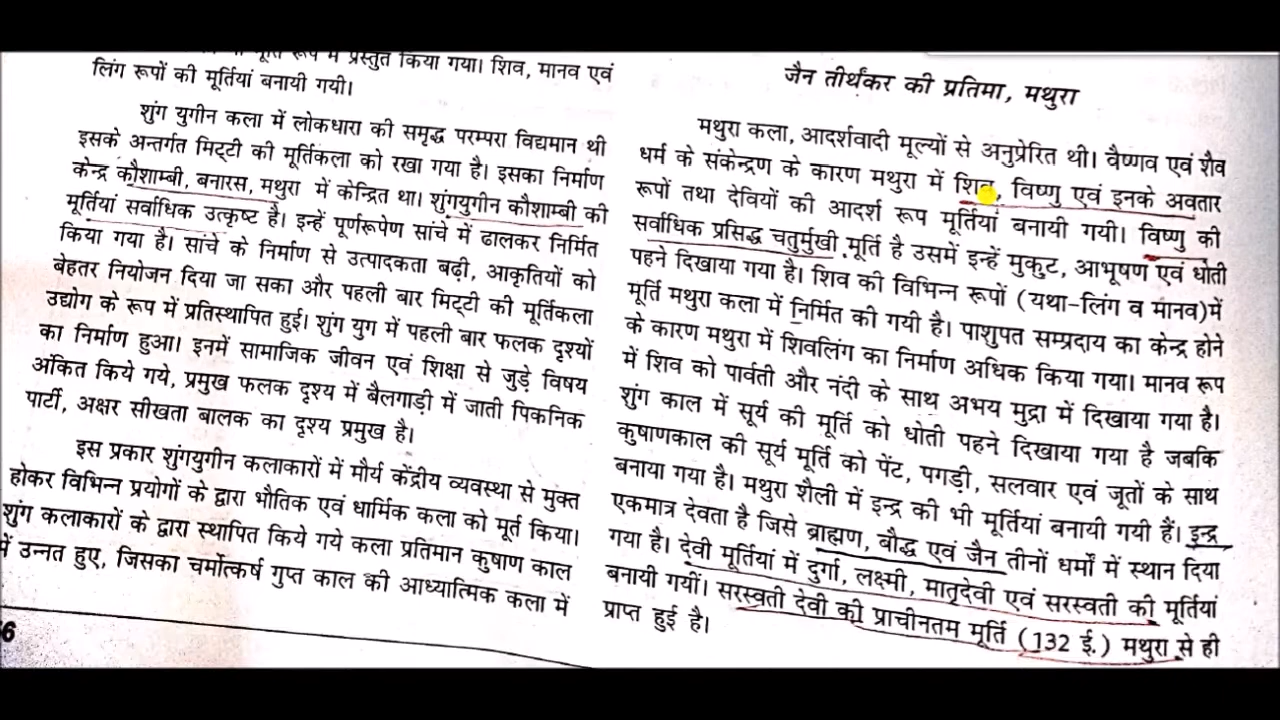 रूप में प्रस्तुत किया गया। शिव, मानव एवं
लिंग रूपों की मूर्तियां बनायी गयी।
शुंग युगीन कला में लोकधारा की समृद्ध परम्परा विद्यमान थी
इसके अन्तर्गत मिट्टी की मूर्तिकला को रखा गया है। इसका निर्माण
केन्द्र कौशाम्बी, बनारस, मथुरा में केन्द्रित था। शुंगयुगीन कौशाम्बी की
मूर्तियां सर्वाधिक उत्कृष्ट है। इन्हें पूर्णरूपेण सांचे में ढालकर निर्मित
किया गया है। सांचे के निर्माण से उत्पादकता बढ़ी, आकृतियों को
बेहतर नियोजन दिया जा सका और पहली बार मिट्टी की मूर्तिकला
उद्योग के रूप में प्रतिस्थापित हुई। शुंग युग में पहली बार फलक दृश्यों
का निर्माण हुआ। इनमें सामाजिक जीवन एवं शिक्षा से जुड़े विषय
अंकित किये गये, प्रमुख फलक दृश्य में बैलगाड़ी में जाती पिकनिक
पार्टी, अक्षर सीखता बालक का दृश्य प्रमुख है।
इस प्रकार शुंगयुगीन कलाकारों में मौर्य केंद्रीय व्यवस्था से मुक्त
होकर विभिन्न प्रयोगों के द्वारा भौतिक एवं धार्मिक कला को मूर्त किया।
शुंग कलाकारों के द्वारा स्थापित किये गये कला प्रतिमान कुषाण काल
में उन्नत हुए, जिसका चर्मोत्कर्ष गुप्त काल की आध्यात्मिक कला में
6
जैन तीर्थंकर की प्रतिमा, मथुरा
मथुरा कला, आदर्शवादी मूल्यों से अनुप्रेरित थी। वैष्णव एवं शैव
धर्म के संकेन्द्रण के कारण मथुरा में शिव, विष्णु एवं इनके अवतार
रूपों तथा देवियों की आदर्श रूप मूर्तियां बनायी गयी। विष्णु की
सर्वाधिक प्रसिद्ध चतुर्मुखी मूर्ति है उसमें इन्हें मुकुट, आभूषण एवं धोती
पहने दिखाया गया है। शिव की विभिन्न रूपों (यथा-लिंग व मानव)में
मूर्ति मथुरा कला में निर्मित की गयी है। पाशुपत सम्प्रदाय का केन्द्र होने
के कारण मथुरा में शिवलिंग का निर्माण अधिक किया गया। मानव रूप
में शिव को पार्वती और नंदी के साथ अभय मुद्रा में दिखाया गया है।
शुंग काल में सूर्य की मूर्ति को धोती पहने दिखाया गया है जबकि
कुषाणकाल की सूर्य मूर्ति को पेंट, पगड़ी, सलवार एवं जूतों के साथ
बनाया गया है। मथुरा शैली में इन्द्र की भी मूर्तियां बनायी गयी हैं। इन्द्र
एकमात्र देवता है जिसे ब्राह्मण, बौद्ध एवं जैन तीनों धर्मों में स्थान दिया
गया है। देवी मूर्तियां में दुर्गा, लक्ष्मी, मातृदेवी एवं सरस्वती की मूर्तियां
बनायी गयीं। सरस्वती देवी की प्राचीनतम मूर्ति (132 ई.) मथुरा से ही
प्राप्त हुई है।